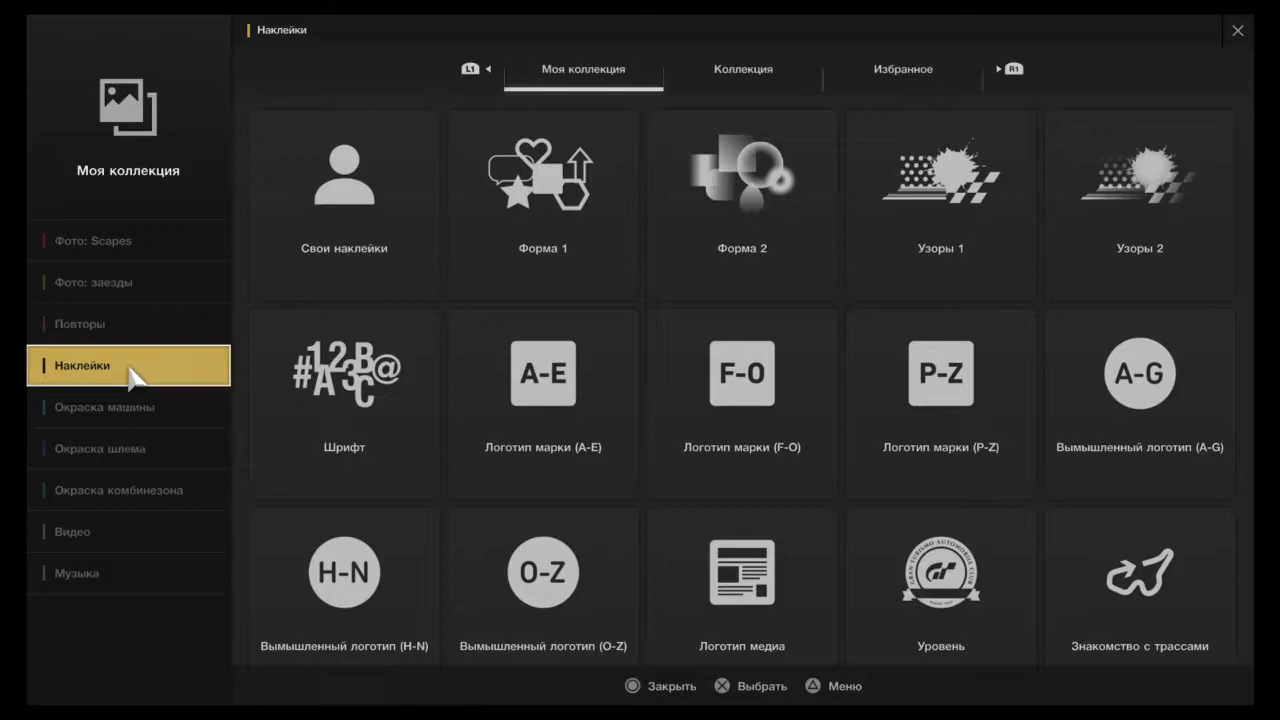 Моя коллекция
Фото: Scapes
Фото: заезды
Повторы
Наклейки
Окраска машины
Окраска шлема
Окраска комбинезона
Видео
Музыка
Наклейки
L1 Моя коллекция Коллекция Избранное R1
Свои наклейки Форма 1 Форма 2 Узоры 1 Узоры 2
#123B@
A3C
A-E F-O P-Z A-G
Шрифт Логотип марки (A-E) Логотип марки (F-O) Логотип марки (P-Z) Вымышленный логотип (A-G)
H-N O-Z
GRAN TURISMO AUTOMOBILE CLUB
GT
Вымышленный логотип (H-N) Вымышленный логотип (O-Z) Логотип медиа Уровень Знакомство с трассами
Закрыть Выбрать Меню